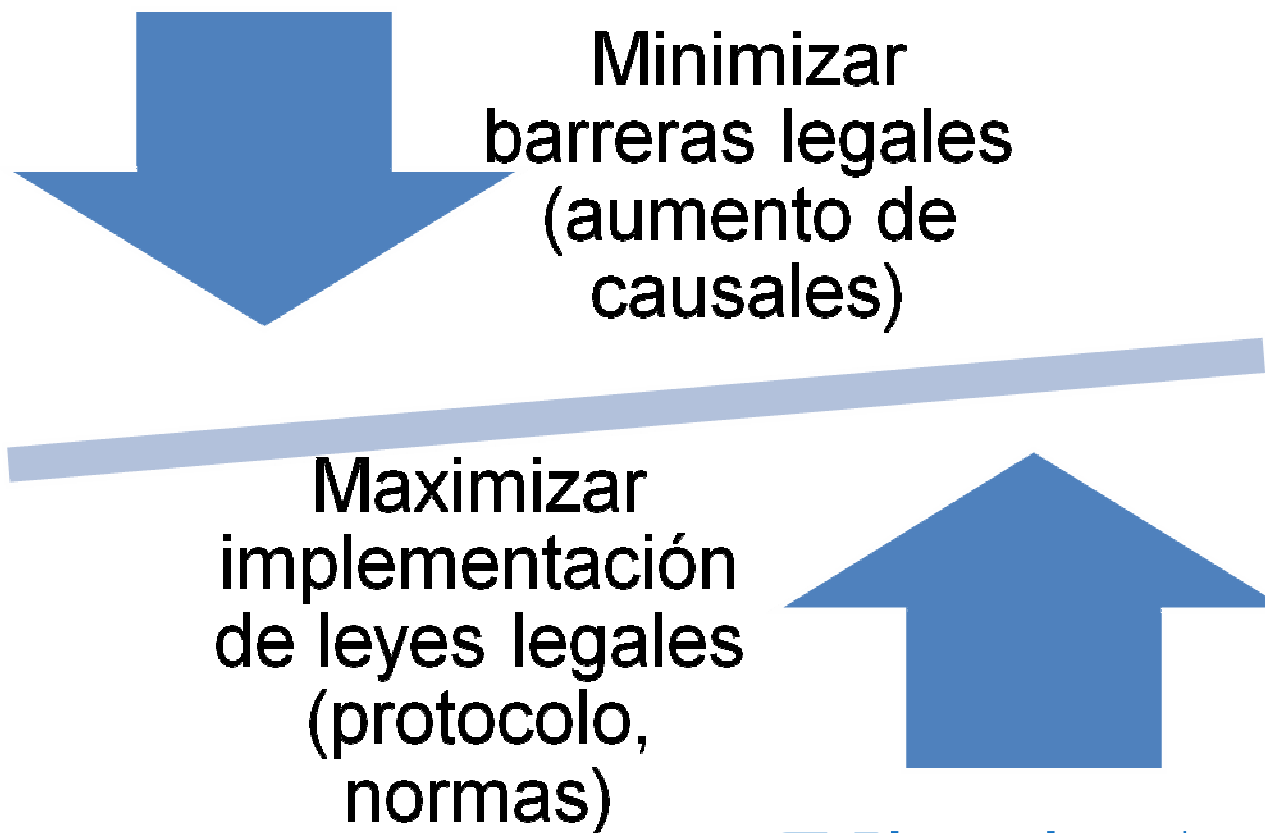 Minimizar
barreras legales
(aumento de
causales)
Maximizar
implementación
de leyes legales
(protocolo,
normas)